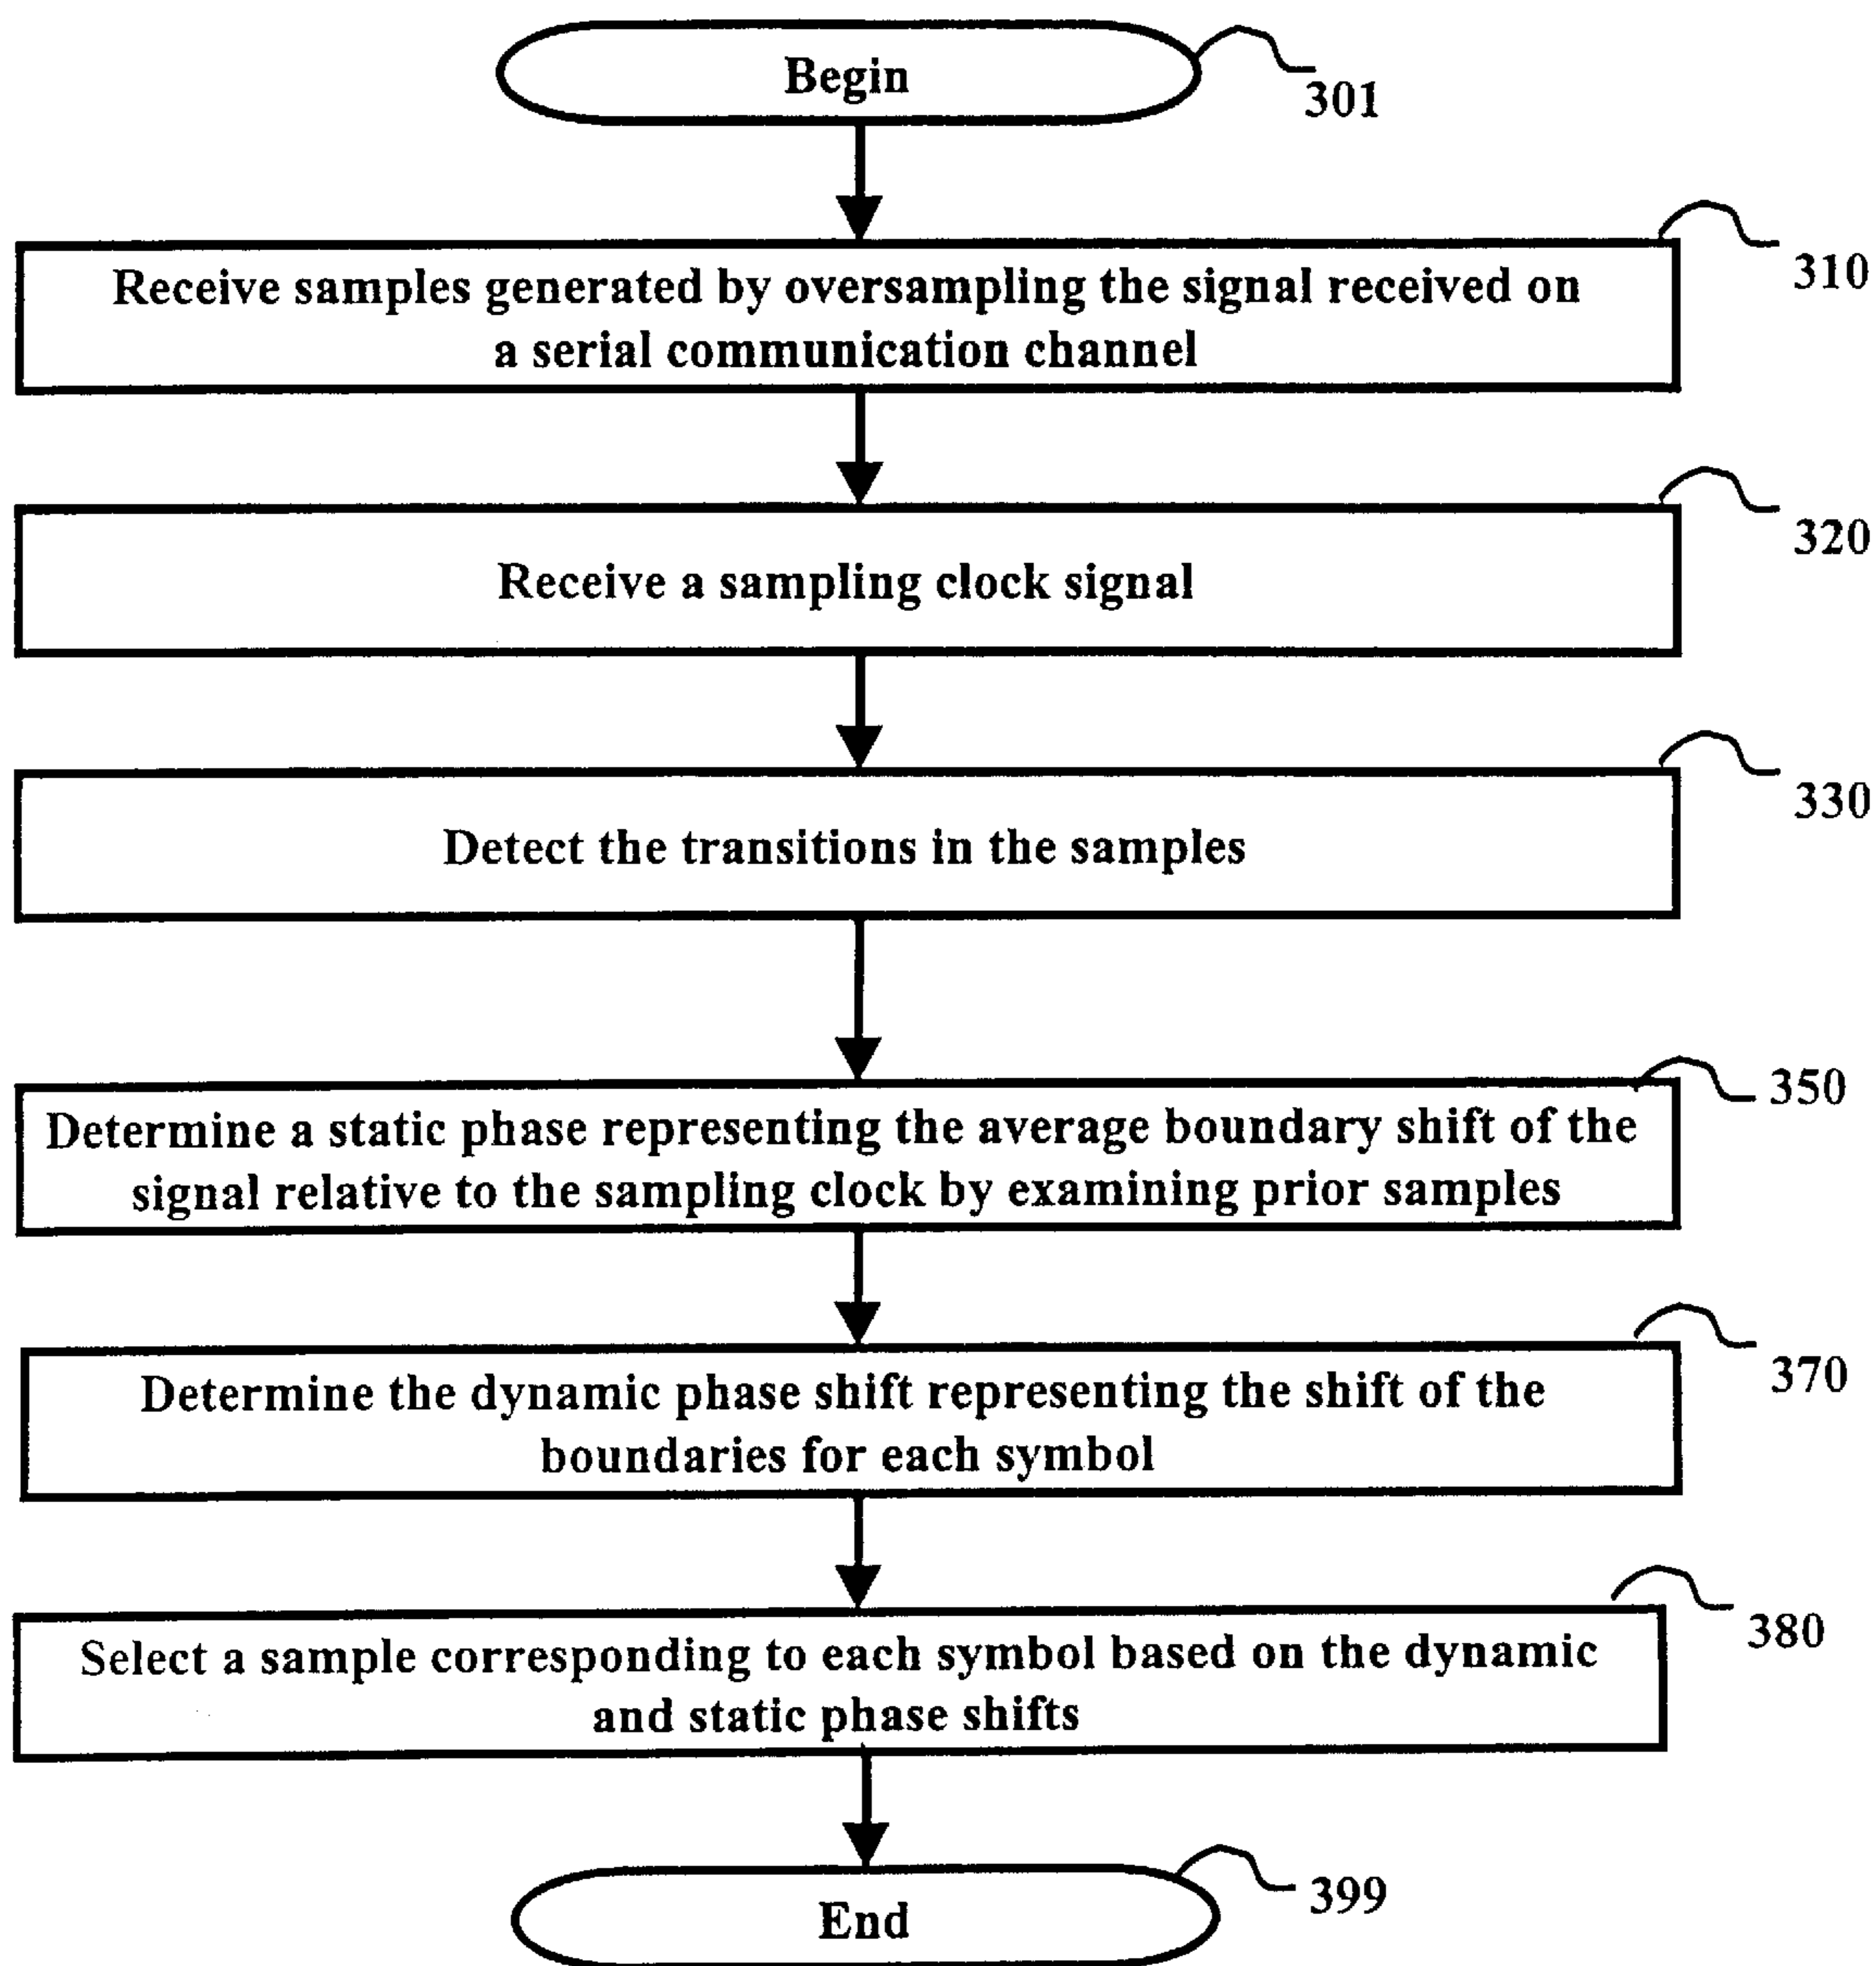 Begin
301
Receive samples generated by oversampling the signal received on
a serial communication channel
310
Receive a sampling clock signal
320
Detect the transitions in the samples
330
Determine a static phase representing the average boundary shift of the
signal relative to the sampling clock by examining prior samples
350
Determine the dynamic phase shift representing the shift of the
boundaries for each symbol
370
Select a sample corresponding to each symbol based on the dynamic
and static phase shifts
380
End
399